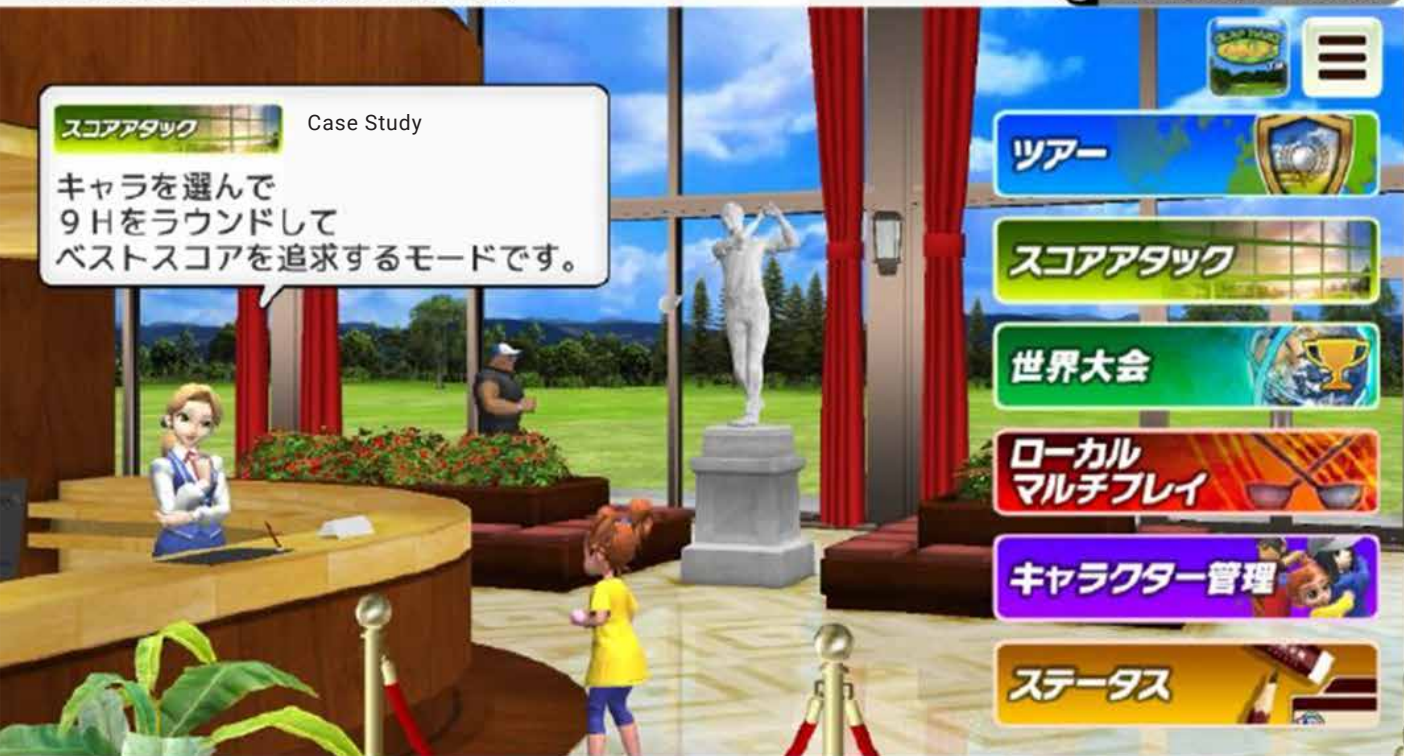 スコアアタック
Case Study
キャラを選んで
９Ｈをラウンドして
ベストスコアを追求するモードです。
ツアー
スコアアタック
世界大会
ローカル
マルチプレイ
キャラクター管理
ステータス